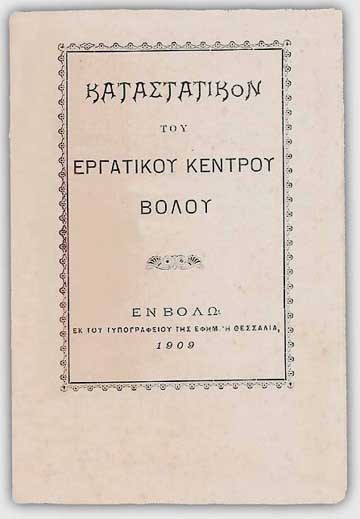 ΚΑΤΑΣΤΑΤΙΚΟΝ
ΤΟΥ
ΕΡΓΑΤΙΚΟΥ ΚΕΝΤΡΟΥ
ΒΟΛΟΥ
ΕΝ ΒΟΛΩ
ΕΚ ΤΟΥ ΤΥΠΟΓΡΑΦΕΙΟΥ ΤΗΣ ΕΦΗΜ. Ἡ ΘΕΣΣΑΛΙΑ,
1909